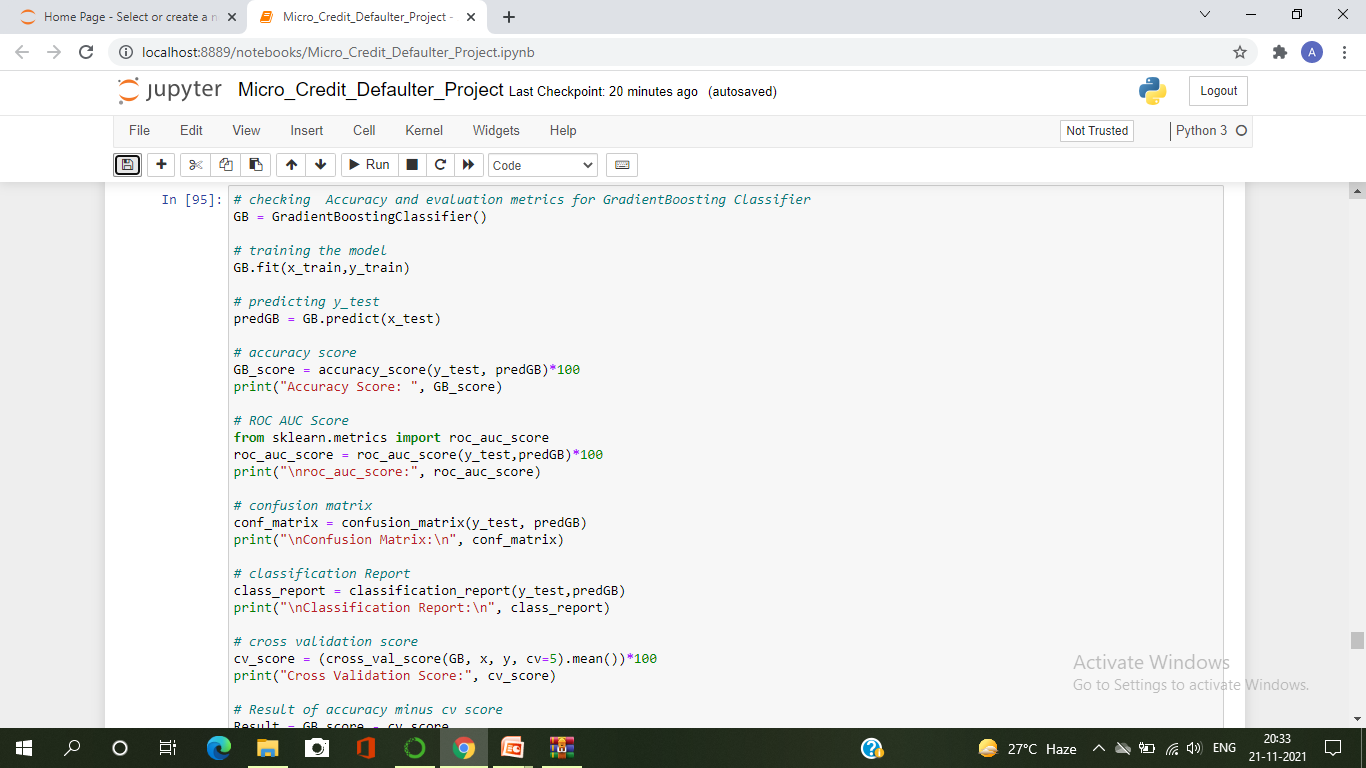 Home Page - Select or create a n
Micro_Credit_Defaulter_Project -
localhost:8889/notebooks/Micro_Credit_Defaulter_Project.ipynb
A
jupyter Micro_Credit_Defaulter_Project Last Checkpoint: 20 minutes ago (autosaved)
Logout
File Edit View Insert Cell Kernel Widgets Help
Not Trusted
Python 3
Run
Code
In [95]: # checking  Accuracy and evaluation metrics for GradientBoosting Classifier
GB = GradientBoostingClassifier()
# training the model
GB.fit(x_train,y_train)
# predicting y_test
predGB = GB.predict(x_test)
# accuracy score
GB_score = accuracy_score(y_test, predGB)*100
print("Accuracy Score: ", GB_score)
# ROC AUC Score
from sklearn.metrics import roc_auc_score
roc_auc_score = roc_auc_score(y_test,predGB)*100
print("\nroc_auc_score:", roc_auc_score)
# confusion matrix
conf_matrix = confusion_matrix(y_test, predGB)
print("\nConfusion Matrix:\n", conf_matrix)
# classification Report
class_report = classification_report(y_test,predGB)
print("\nClassification Report:\n", class_report)
# cross validation score
cv_score = (cross_val_score(GB, x, y, cv=5).mean())*100
print("Cross Validation Score:", cv_score)
# Result of accuracy minus cv score
Result = GB_score - cv_score
Activate Windows
Go to Settings to activate Windows.
27°C Haze
ENG
20:33
21-11-2021